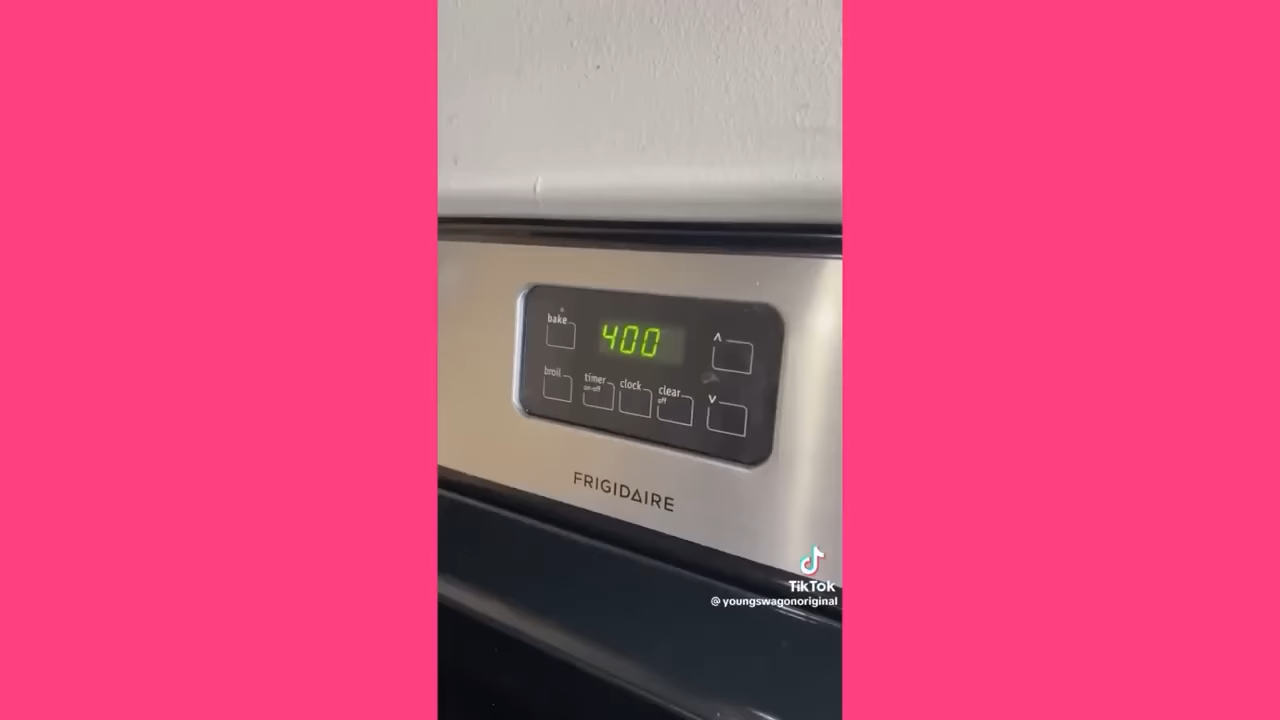 bake
400
^
broil
timer
on-off
clock
clear
off
v
FRIGIDAIRE
TikTok
@ youngswagonoriginal